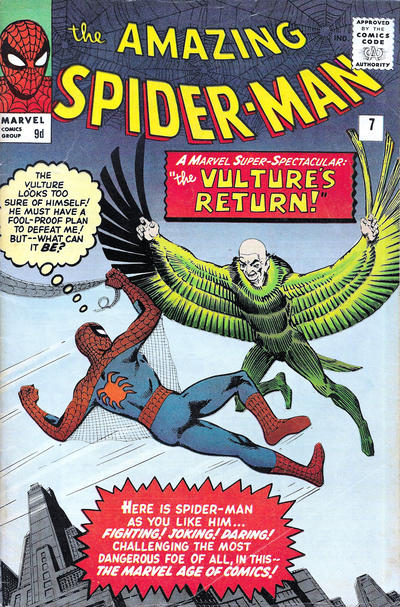 the AMAZING
SPIDER-MAN
APPROVED
BY THE
COMICS
CODE
AUTHORITY
MARVEL
COMICS
GROUP
9d
7
A MARVEL SUPER-SPECTACULAR:
"the VULTURE'S
RETURN!"
THE
VULTURE
LOOKS TOO
SURE OF HIMSELF!
HE MUST HAVE A
FOOL-PROOF PLAN
TO DEFEAT ME!
BUT--WHAT CAN
IT BE?
HERE IS SPIDER-MAN
AS YOU LIKE HIM...
FIGHTING! JOKING! DARING!
CHALLENGING THE MOST
DANGEROUS FOE OF ALL, IN THIS--
THE MARVEL AGE OF COMICS!